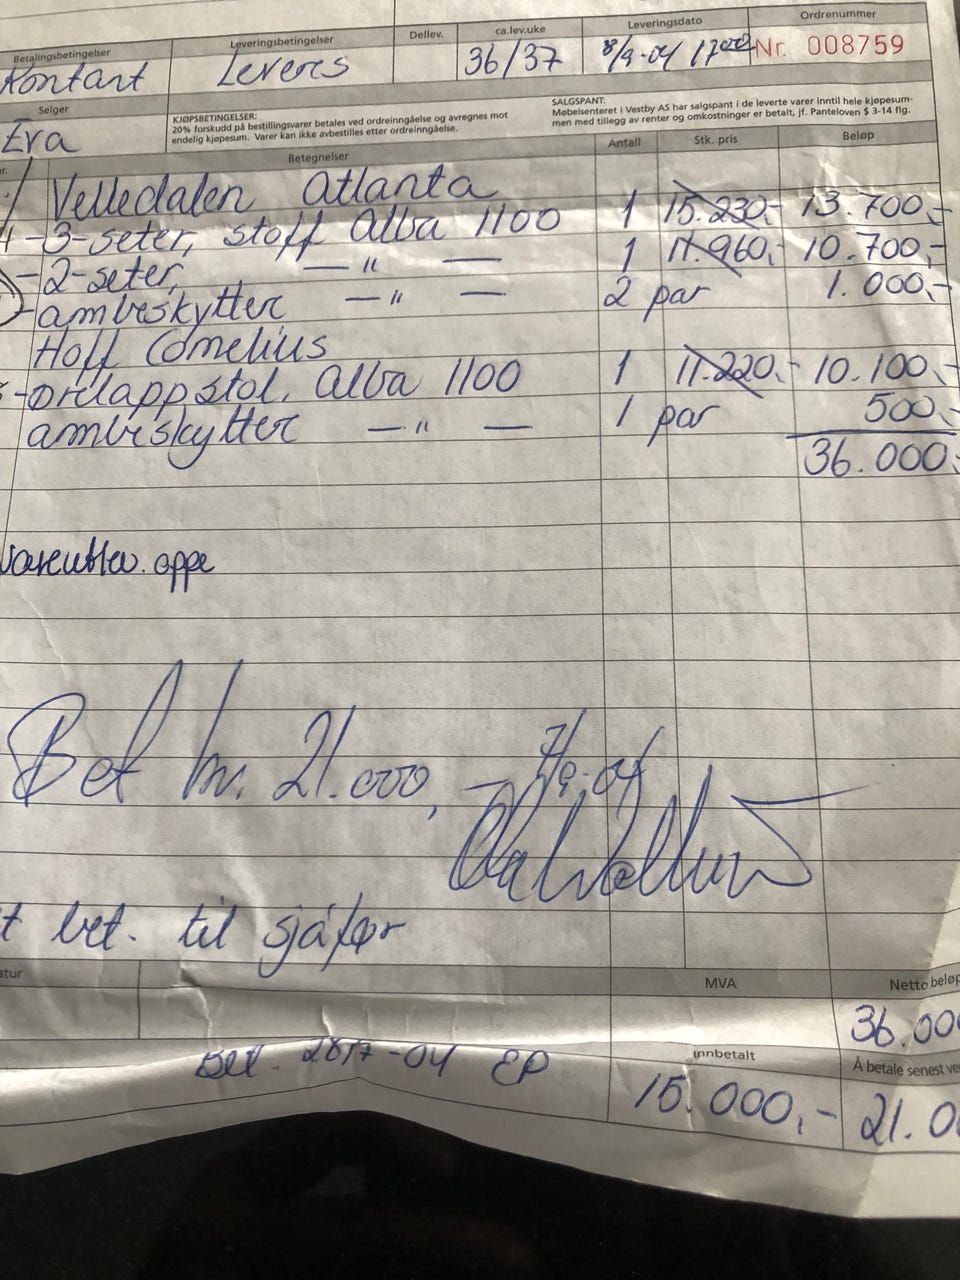 Betalingsbetingelser
Leveringsbetingelser
Dellev.
ca.lev.uke
Leveringsdato
Ordrenummer
Kontant
Leveres
36/37
8/9-04 1700
Nr. 008759
Selger
Eva
KJØPSBETINGELSER:
20% forskudd på bestillingsvarer betales ved ordreinngåelse og avregnes mot
endelig kjøpesum. Varer kan ikke avbestilles etter ordreinngåelse.
SALGSPANT:
Møbelsenteret i Vestby AS har salgspant i de leverte varer inntil hele kjøpesum-
men med tillegg av renter og omkostninger er betalt, jf. Panteloven § 3-14 flg.
Betegnelser
Antall
Stk. pris
Beløp
Velledalen Atlanta
-3-seter, stoff Alba 1100 1 15.230,- 13.700,-
-2-seter, — " — 1 11.960,- 10.700,-
armbeskytter — " — 2 par 1.000,-
Hoff Cornelius
-ørelappstol, Alba 1100 1 11.220,- 10.100,-
armbeskytter — " — 1 par 500,-
36.000,-
Vareutlev. oppe
Bet kr. 21.000,-
bet. til sjåfør
MVA
Netto beløp
36.00
Bet. 28/7-04 EP
Innbetalt
Å betale senest ve
15.000,-
21.0